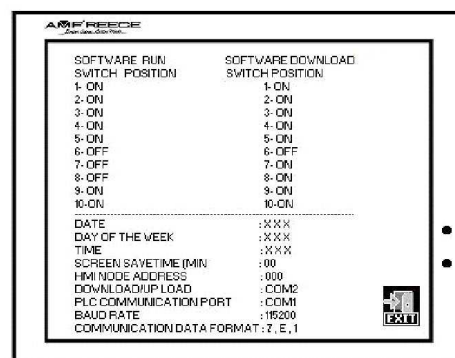 AMF REECE
SOFTWARE RUN SOFTWARE DOWNLOAD
SWITCH POSITION SWITCH POSITION
1- ON 1- ON
2- ON 2- ON
3- ON 3- ON
4- ON 4- ON
5- ON 5- ON
6- OFF 6- OFF
7- ON 7- ON
8- OFF 8- ON
9- ON 9- ON
10-ON 10-ON
DATE :XXX
DAY OF THE WEEK :XXX
TIME :XXX
SCREEN SAVETIME (MIN :00
HMI NODE ADDRESS :000
DOWNLOAD/UP LOAD :COM2
PLC COMMUNICATION PORT :COM1
BAUD RATE :115200
COMMUNICATION DATA FORMAT:7,E,1
EXIT